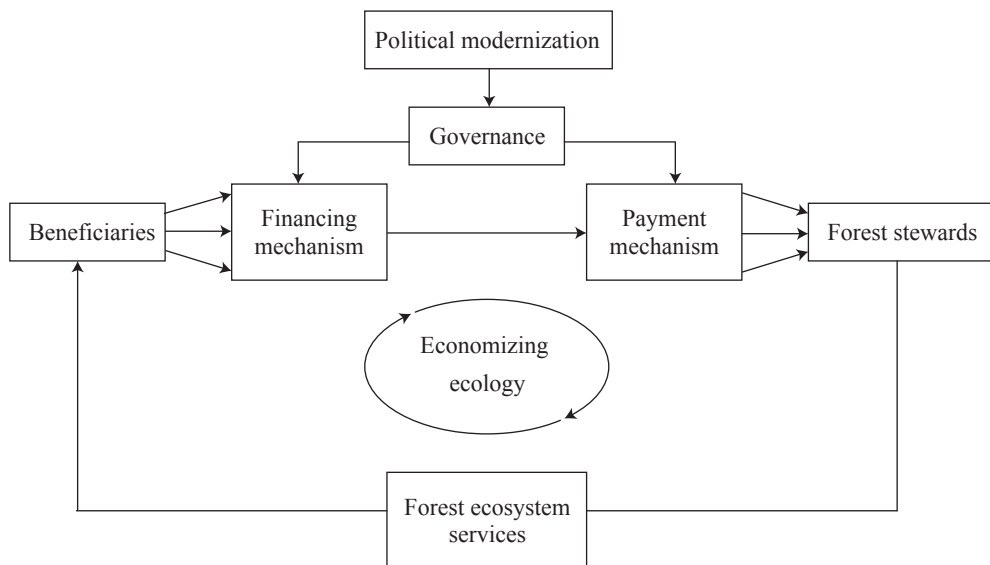 Political modernization
Governance
Beneficiaries
Financing
mechanism
Payment
mechanism
Forest stewards
Economizing
ecology
Forest ecosystem
services